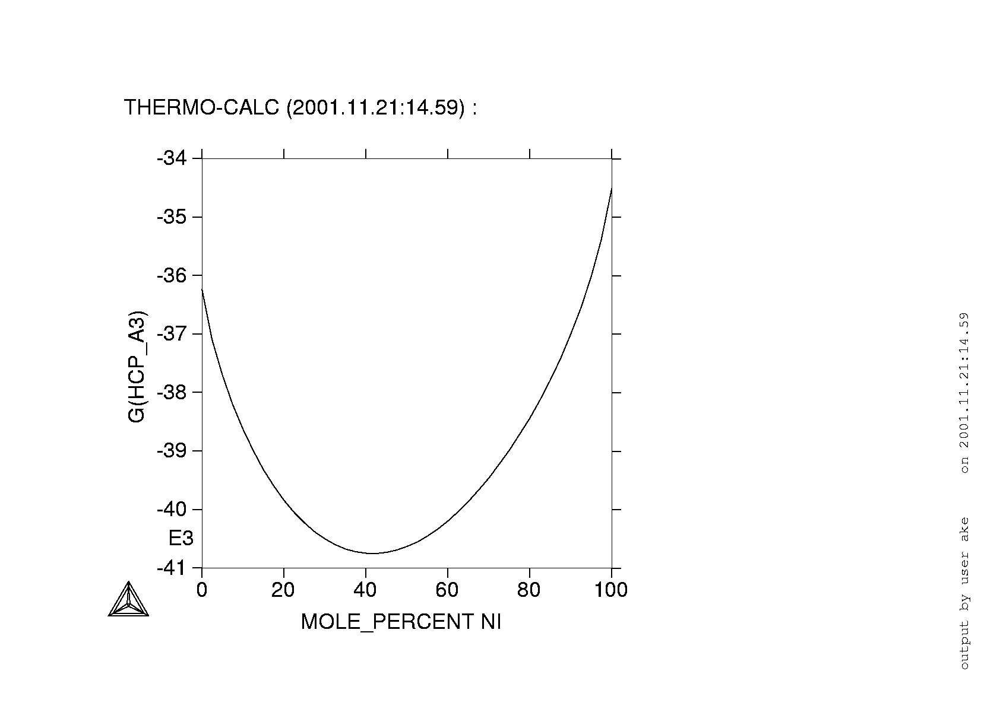 THERMO-CALC (2001.11.21:14.59) :
-34
-35
-36
-37
-38
-39
-40
E3
-41
G(HCP_A3)
0 20 40 60 80 100
MOLE_PERCENT NI
output by user ake on 2001.11.21:14.59